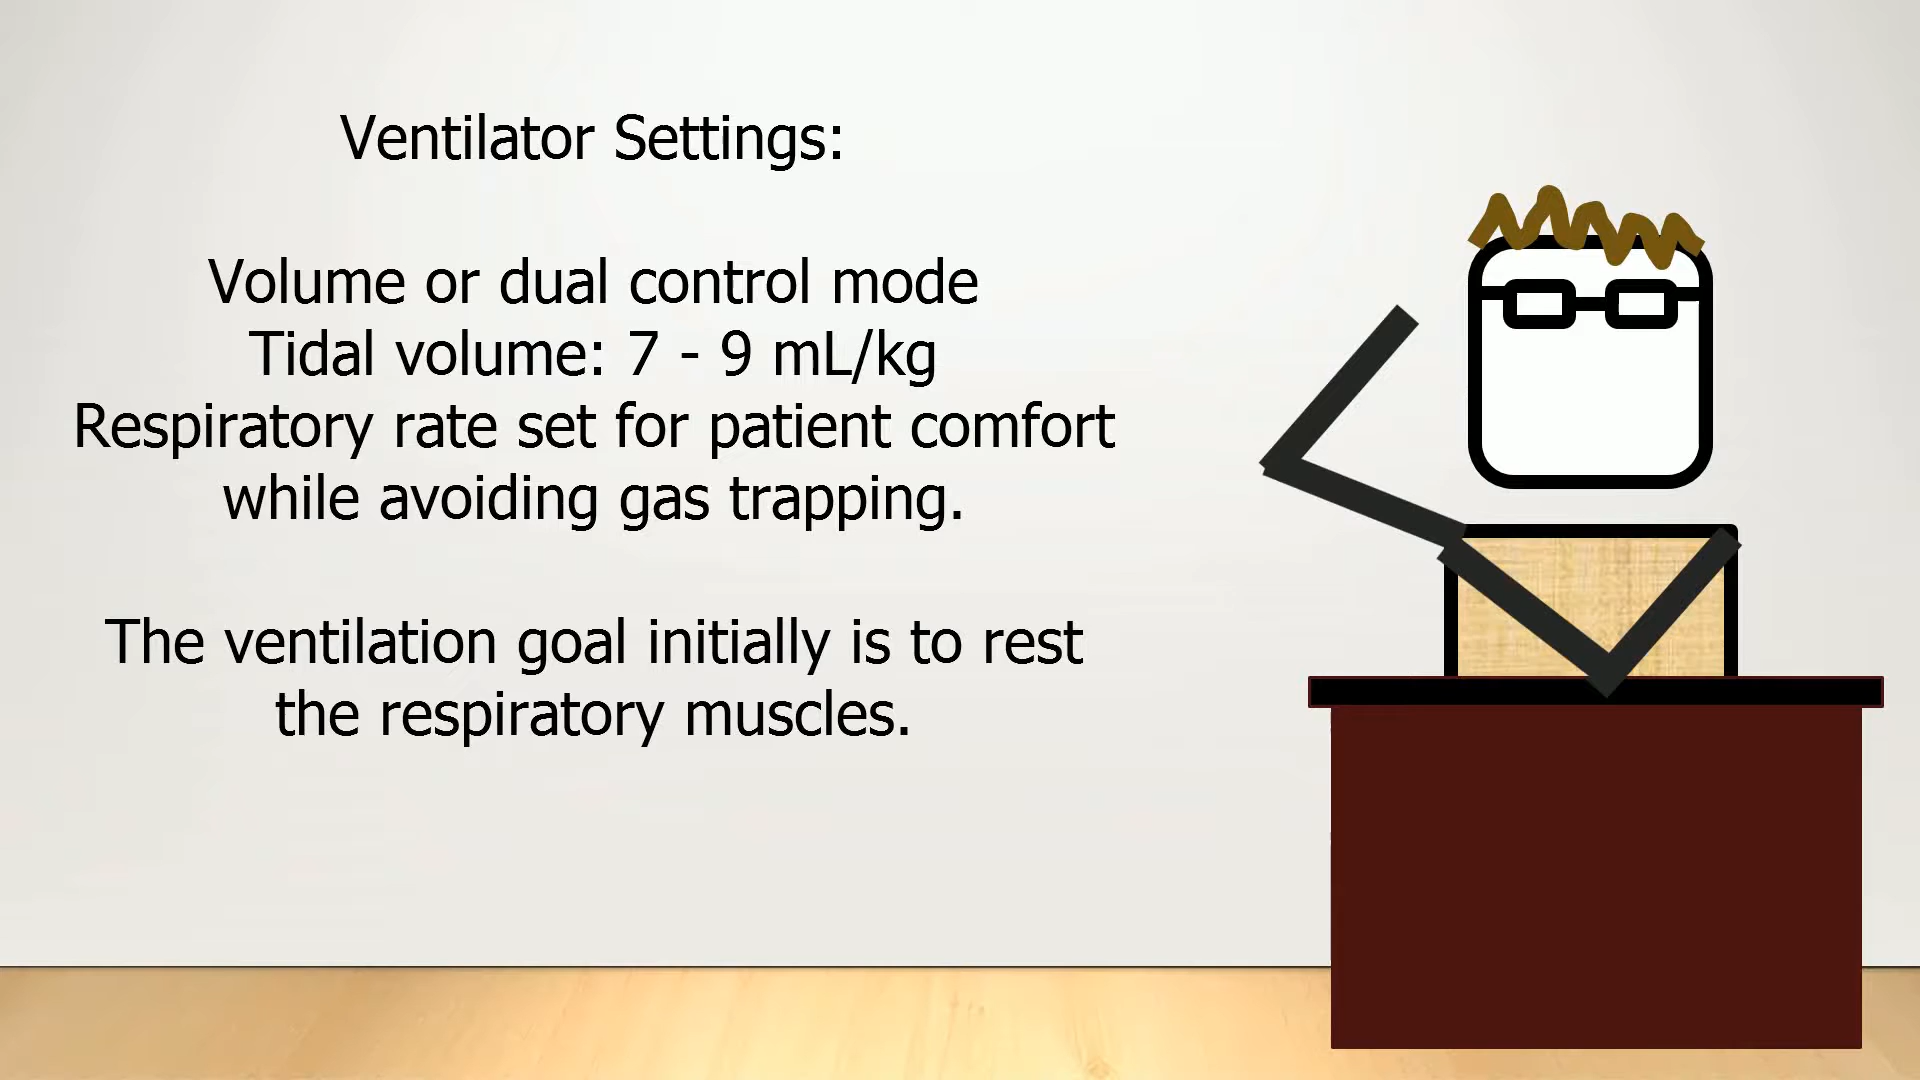 Ventilator Settings:
Volume or dual control mode
Tidal volume: 7 - 9 mL/kg
Respiratory rate set for patient comfort
while avoiding gas trapping.
The ventilation goal initially is to rest
the respiratory muscles.